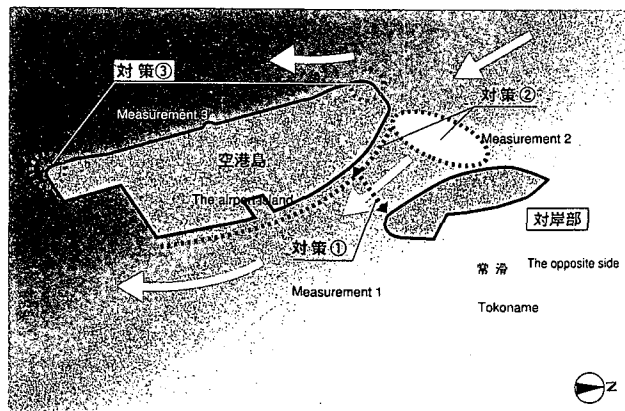 対策③
Measurement 3
対策②
Measurement 2
空港島
The airport island
対岸部
対策①
Measurement 1
常滑
The opposite side
Tokoname
N